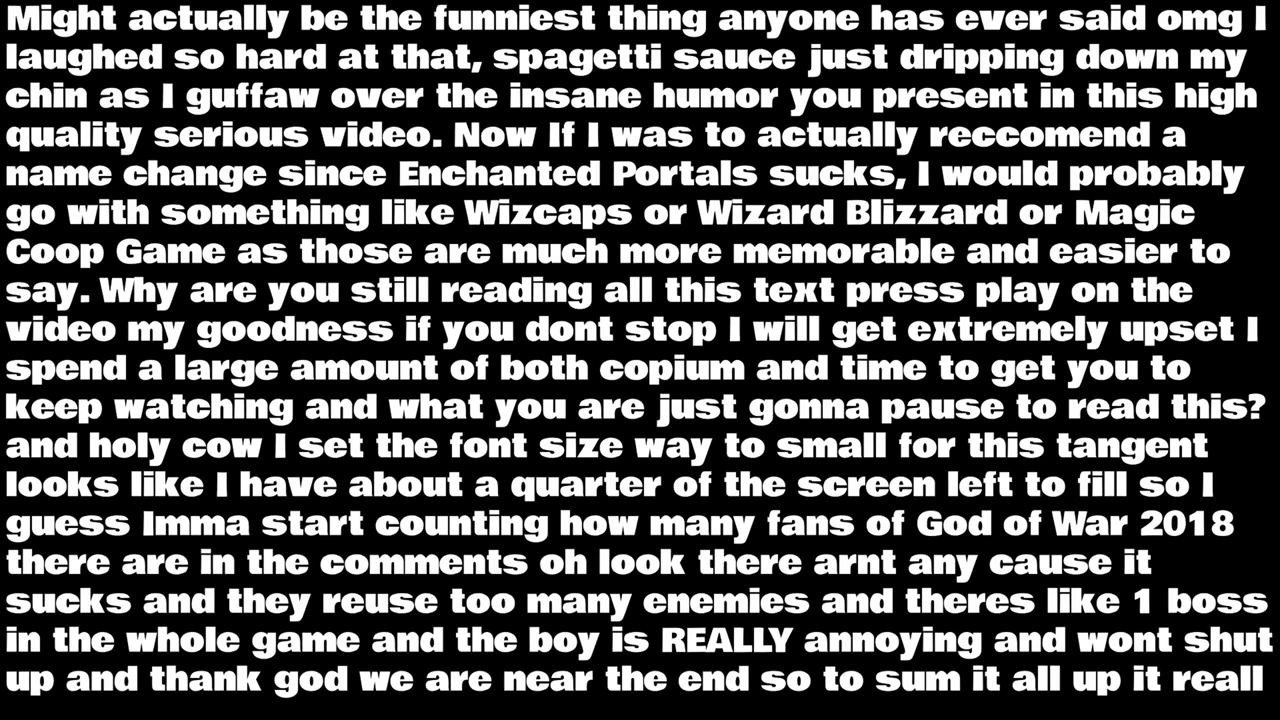 Might actually be the funniest thing anyone has ever said omg I
laughed so hard at that, spagetti sauce just dripping down my
chin as I guffaw over the insane humor you present in this high
quality serious video. Now If I was to actually reccomend a
name change since Enchanted Portals sucks, I would probably
go with something like Wizcaps or Wizard Blizzard or Magic
Coop Game as those are much more memorable and easier to
say. Why are you still reading all this text press play on the
video my goodness if you dont stop I will get extremely upset I
spend a large amount of both copium and time to get you to
keep watching and what you are just gonna pause to read this?
and holy cow I set the font size way to small for this tangent
looks like I have about a quarter of the screen left to fill so I
guess Imma start counting how many fans of God of War 2018
there are in the comments oh look there arnt any cause it
sucks and they reuse too many enemies and theres like 1 boss
in the whole game and the boy is REALLY annoying and wont shut
up and thank god we are near the end so to sum it all up it reall